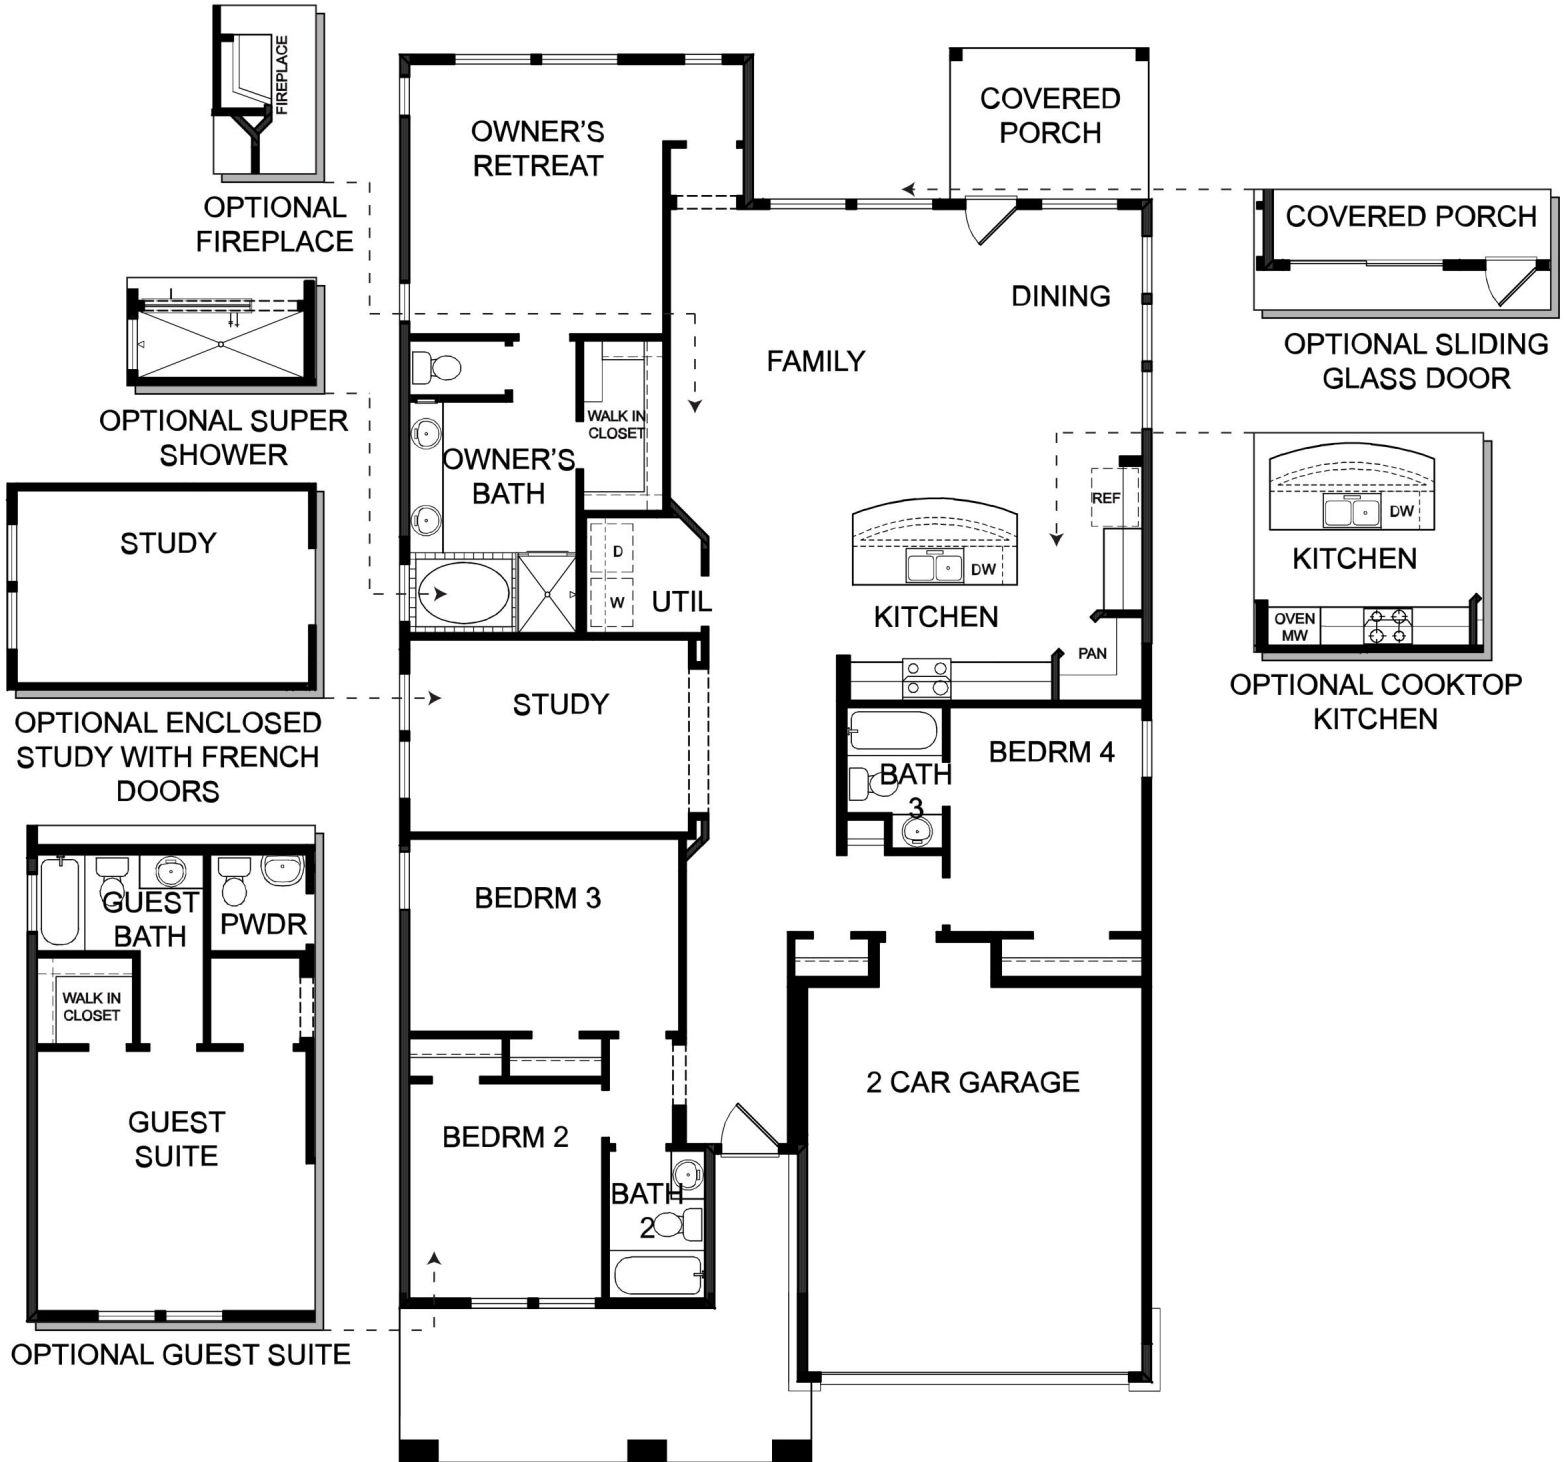 FIREPLACE
OPTIONAL
FIREPLACE
OPTIONAL SUPER
SHOWER
STUDY
OPTIONAL ENCLOSED
STUDY WITH FRENCH
DOORS
GUEST
BATH
PWDR
WALK IN
CLOSET
GUEST
SUITE
OPTIONAL GUEST SUITE
OWNER'S
RETREAT
COVERED
PORCH
DINING
FAMILY
WALK IN
CLOSET
OWNER'S
BATH
D
W
UTIL
REF
DW
KITCHEN
PAN
STUDY
BATH
3
BEDRM 4
BEDRM 3
2 CAR GARAGE
BEDRM 2
BATH
2
COVERED PORCH
OPTIONAL SLIDING
GLASS DOOR
DW
KITCHEN
OVEN
MW
OPTIONAL COOKTOP
KITCHEN